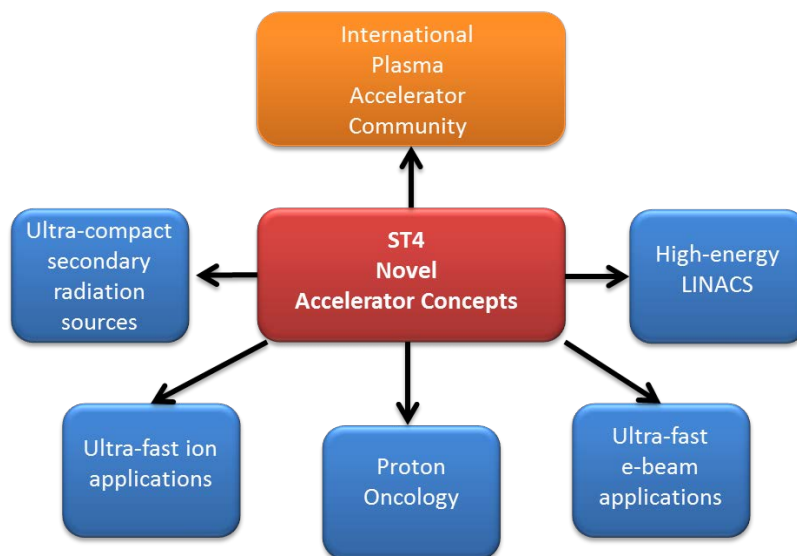 International
Plasma
Accelerator
Community
Ultra-compact
secondary
radiation
sources
ST4
Novel
Accelerator Concepts
High-energy
LINACS
Ultra-fast ion
applications
Proton
Oncology
Ultra-fast
e-beam
applications